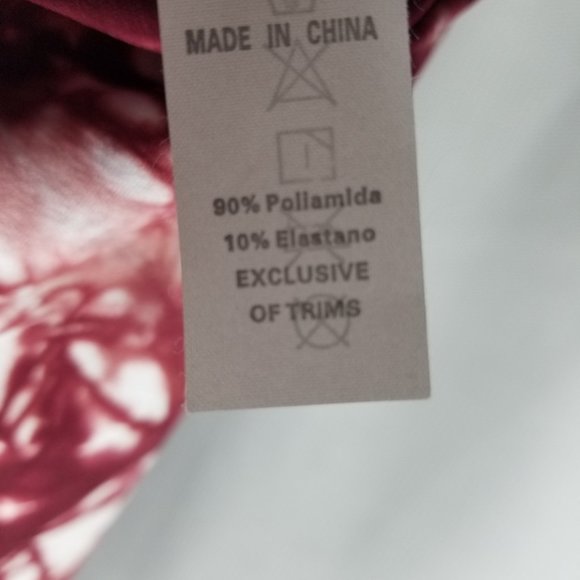 MADE IN CHINA
90% Poliamida
10% Elastano
EXCLUSIVE
OF TRIMS